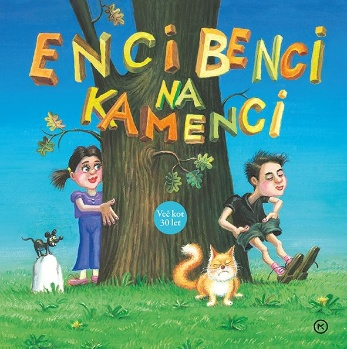 ENCI BENCI
NA
KAMENCI
Več kot
30 let